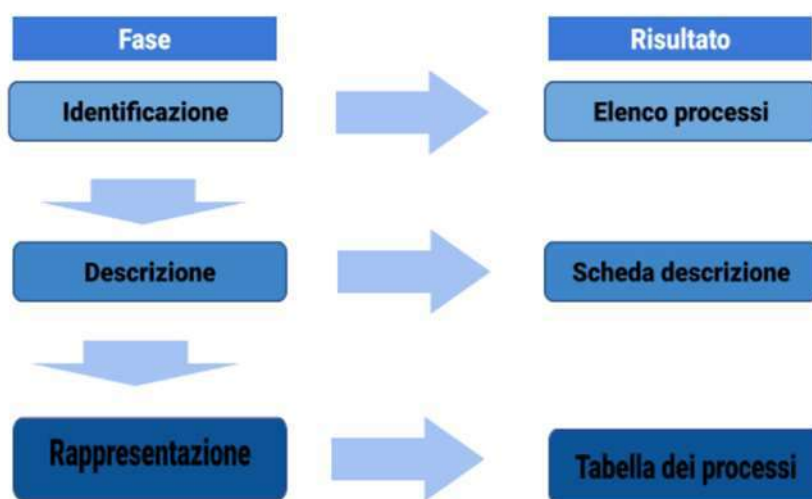 Fase
Risultato
Identificazione
Elenco processi
Descrizione
Scheda descrizione
Rappresentazione
Tabella dei processi